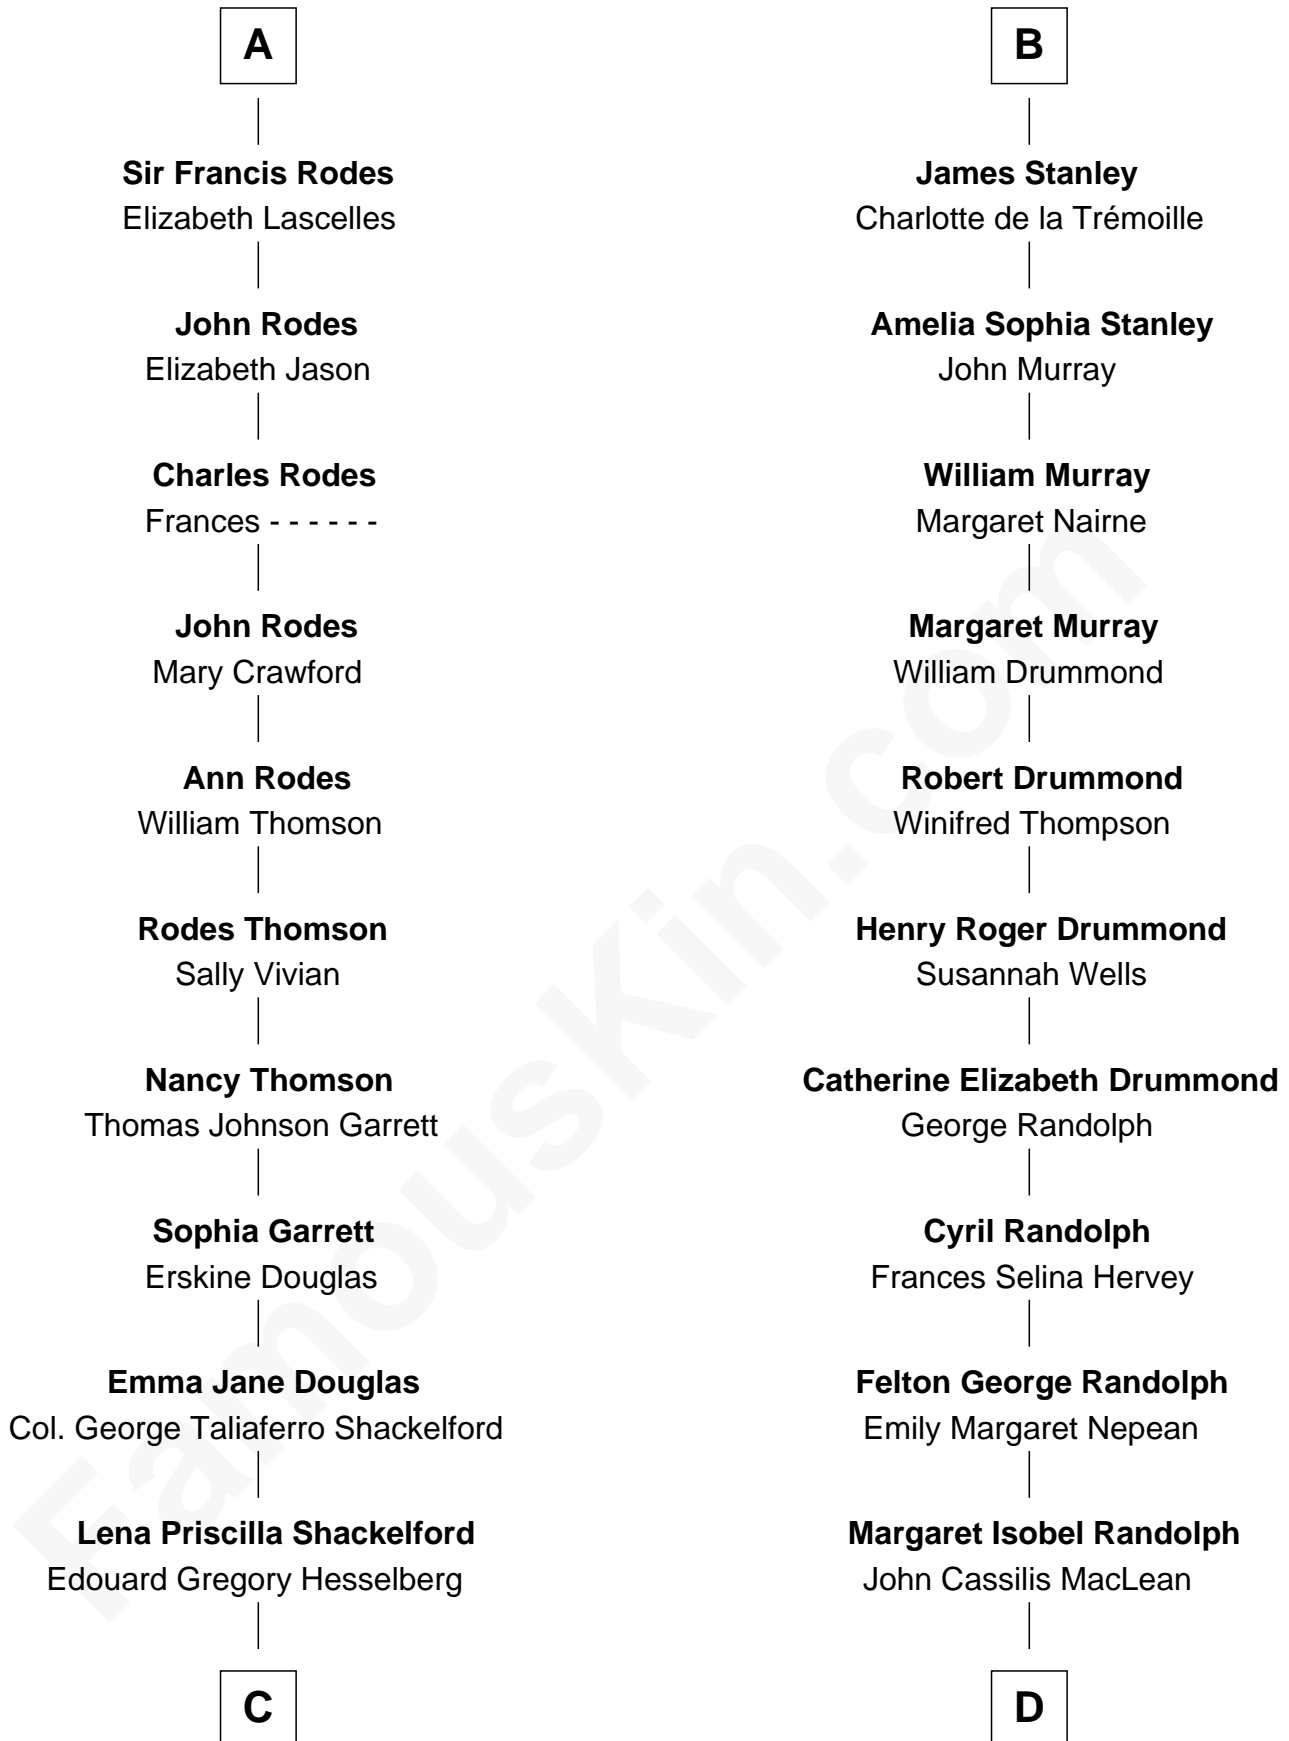 A
Sir Francis Rodes
Elizabeth Lascelles
John Rodes
Elizabeth Jason
Charles Rodes
Frances - - - - - -
John Rodes
Mary Crawford
Ann Rodes
William Thomson
Rodes Thomson
Sally Vivian
Nancy Thomson
Thomas Johnson Garrett
Sophia Garrett
Erskine Douglas
Emma Jane Douglas
Col. George Taliaferro Shackelford
Lena Priscilla Shackelford
Edouard Gregory Hesselberg
C
B
James Stanley
Charlotte de la Trémoille
Amelia Sophia Stanley
John Murray
William Murray
Margaret Nairne
Margaret Murray
William Drummond
Robert Drummond
Winifred Thompson
Henry Roger Drummond
Susannah Wells
Catherine Elizabeth Drummond
George Randolph
Cyril Randolph
Frances Selina Hervey
Felton George Randolph
Emily Margaret Nepean
Margaret Isobel Randolph
John Cassilis MacLean
D
FamousKin.com